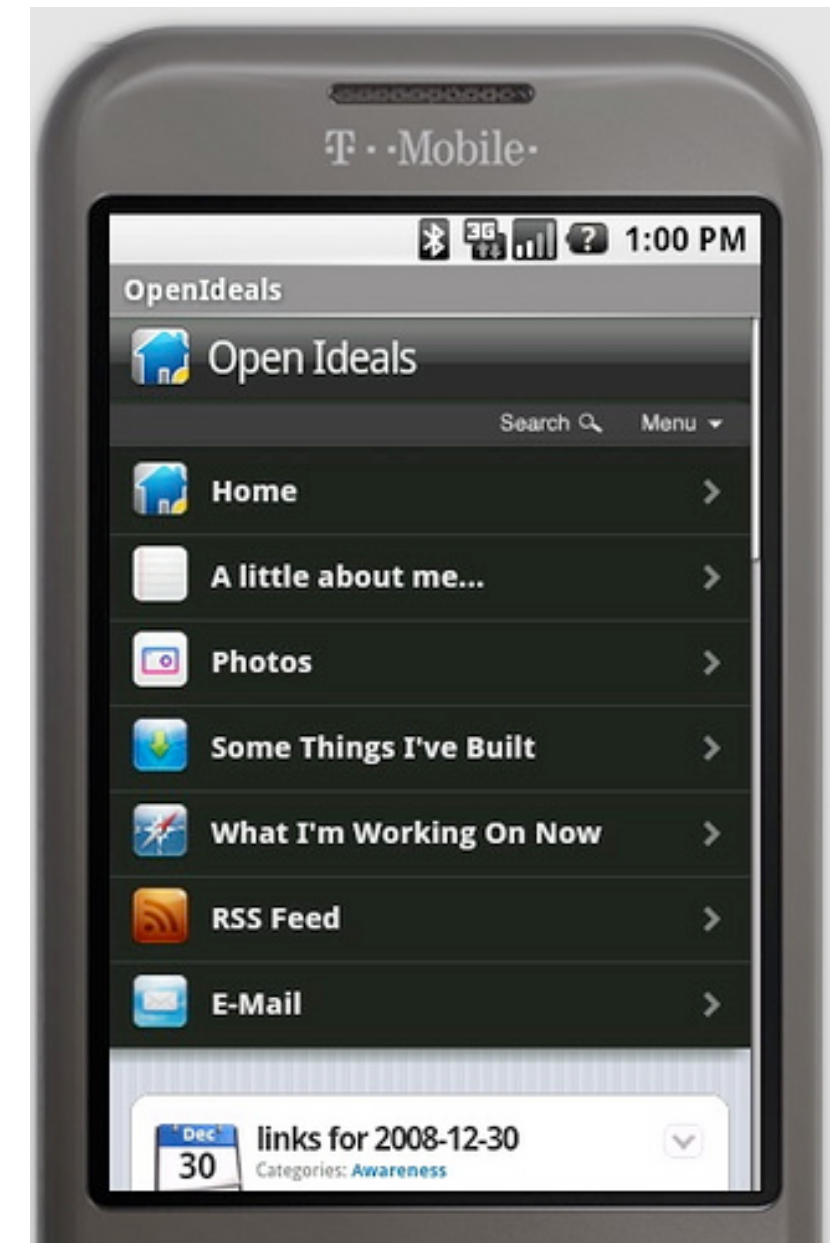 T··Mobile·
3G ? 1:00 PM
OpenIdeals
Open Ideals
Search Menu
Home
A little about me...
Photos
Some Things I've Built
What I'm Working On Now
RSS Feed
E-Mail
Dec
30
links for 2008-12-30
Categories: Awareness